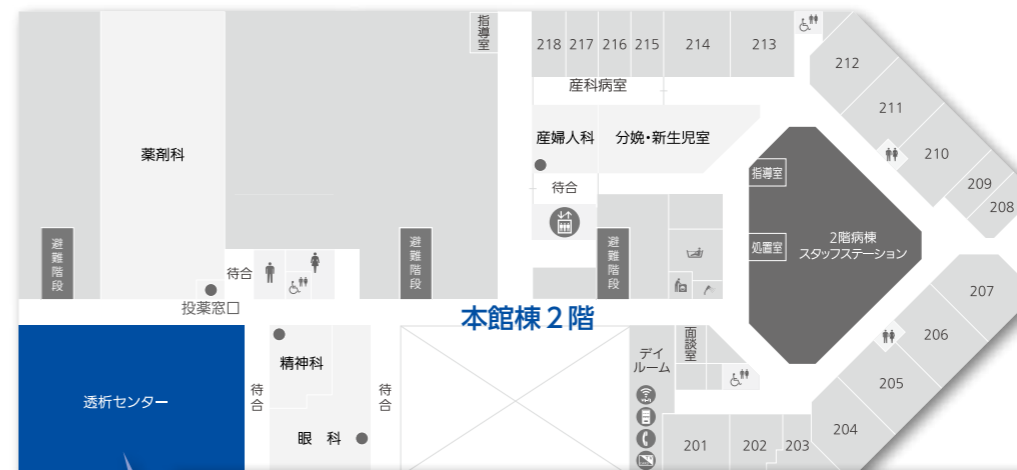 指導室
218
217
216
215
214
213
212
産科病室
211
薬剤科
産婦人科
分娩・新生児室
210
指導室
209
待合
208
避難階段
避難階段
避難階段
処置室
2階病棟
スタッフステーション
待合
207
投薬窓口
本館棟2階
206
面談室
デイ
ルーム
精神科
205
透析センター
待合
待合
204
眼 科
201
202
203